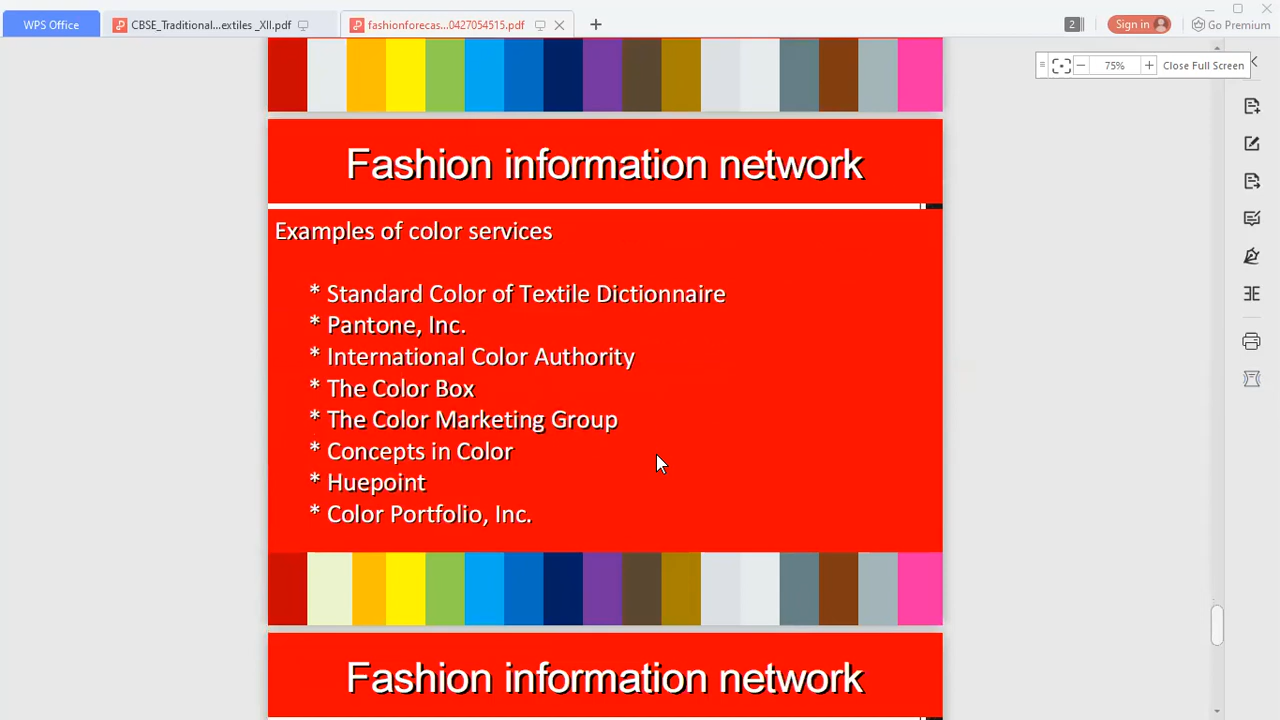 WPS Office
CBSE_Traditional...extiles _XII.pdf
fashionforecas...0427054515.pdf
2
Sign in
Go Premium
75%
Close Full Screen
Fashion information network
Examples of color services
* Standard Color of Textile Dictionnaire
* Pantone, Inc.
* International Color Authority
* The Color Box
* The Color Marketing Group
* Concepts in Color
* Huepoint
* Color Portfolio, Inc.
Fashion information network